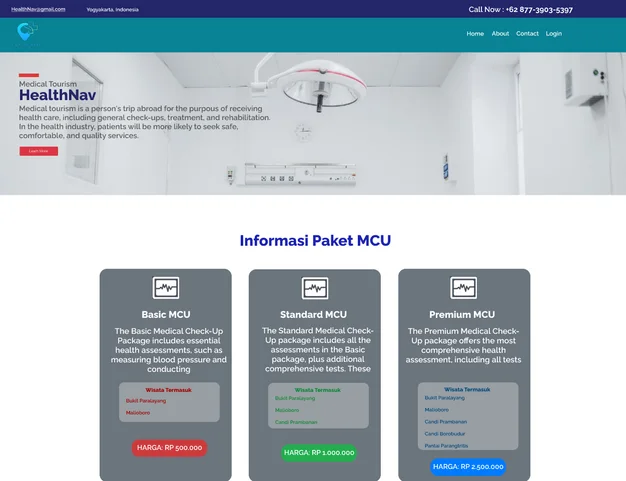 HealthNav@gmail.com
Yogyakarta, Indonesia
Call Now : +62 877-3903-5397
Home About Contact Login
Medical Tourism
HealthNav
Medical tourism is a person's trip abroad for the purpous of receiving
health care, including general check-ups, treatment, and rehabilitation.
In the health industry, patients will be more likely to seek safe,
comfortable, and quality services.
Learn More
Informasi Paket MCU
Basic MCU
The Basic Medical Check-Up
Package includes essential
health assessments, such as
measuring blood pressure and
conducting
Wisata Termasuk
Bukit Paralayang
Malioboro
HARGA: RP 500.000
Standard MCU
The Standard Medical Check-
Up package includes all the
assessments in the Basic
package, plus additional
comprehensive tests. These
Wisata Termasuk
Bukit Paralayang
Malioboro
Candi Prambanan
HARGA: RP 1.000.000
Premium MCU
The Premium Medical Check-
Up package offers the most
comprehensive health
assessment, including all tests
Wisata Termasuk
Bukit Paralayang
Malioboro
Candi Prambanan
Candi Borobudur
Pantai Parangkritis
HARGA: RP 2.500.000